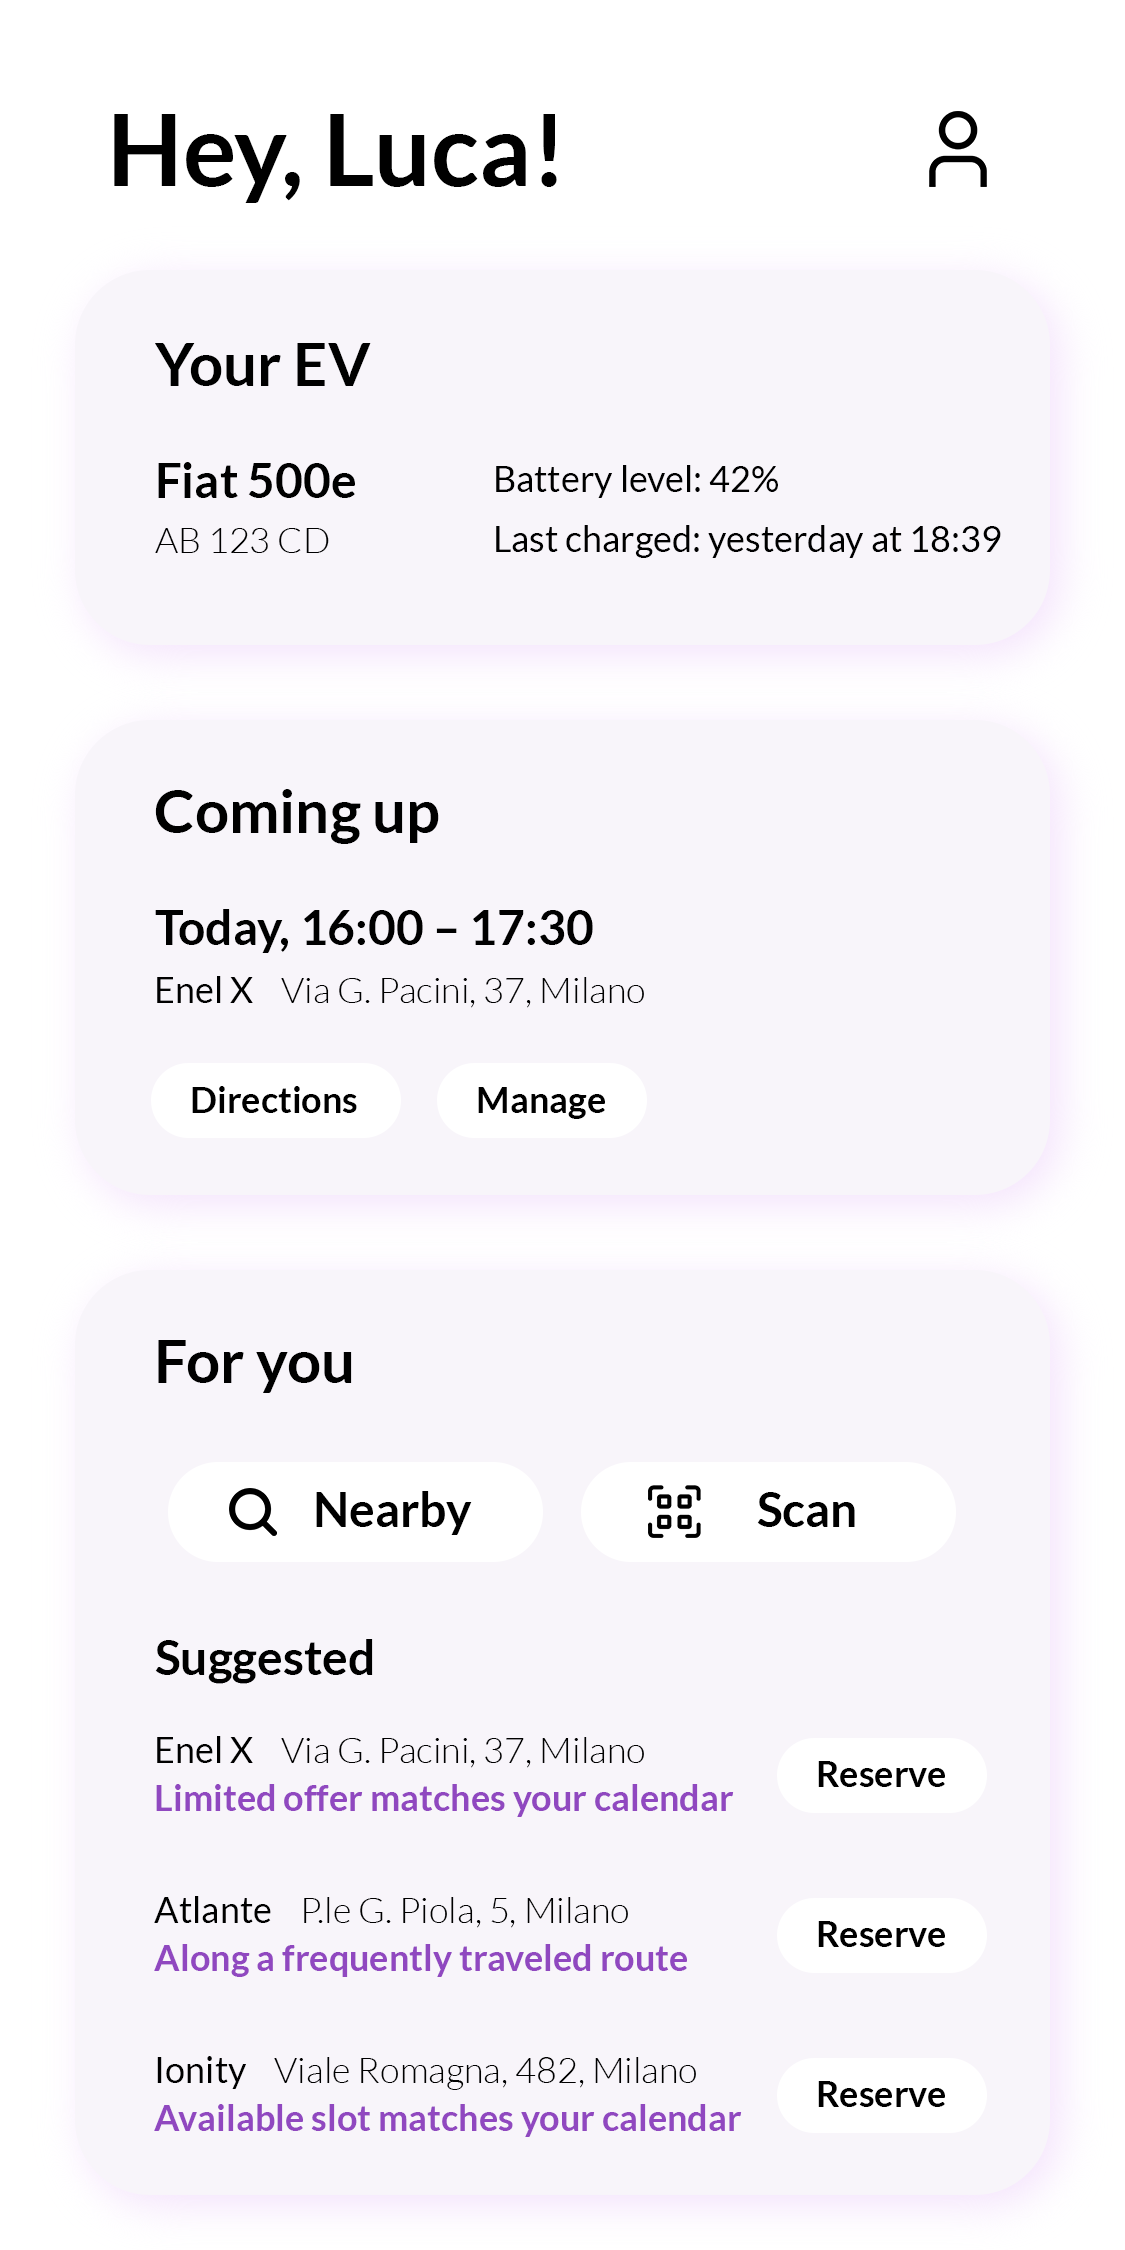 Hey, Luca!
Your EV
Fiat 500e
AB 123 CD
Battery level: 42%
Last charged: yesterday at 18:39
Coming up
Today, 16:00 – 17:30
Enel X Via G. Pacini, 37, Milano
Directions
Manage
For you
Nearby
Scan
Suggested
Enel X Via G. Pacini, 37, Milano
Limited offer matches your calendar
Reserve
Atlante P.le G. Piola, 5, Milano
Along a frequently traveled route
Reserve
Ionity Viale Romagna, 482, Milano
Available slot matches your calendar
Reserve